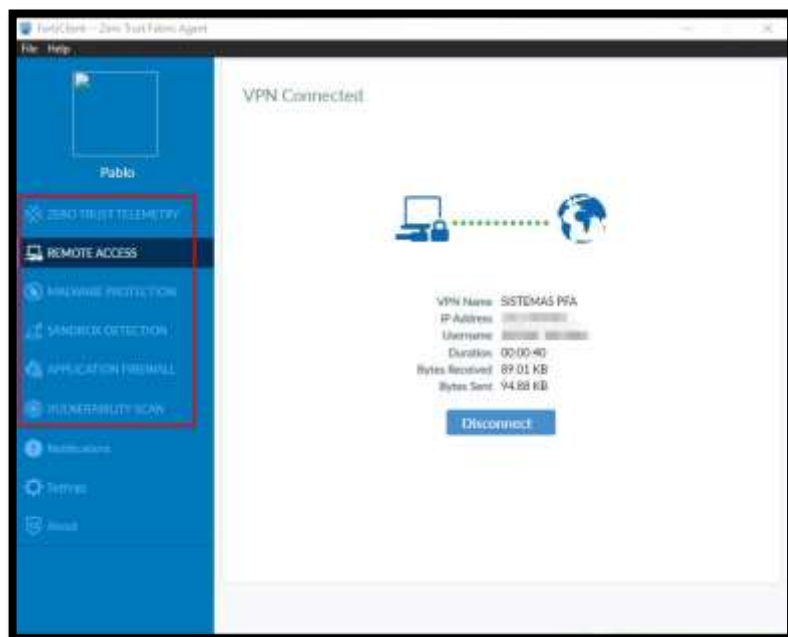 FortiClient -- Zero Trust Fabric Agent
File Help
Pablo
ZERO TRUST TELEMETRY
REMOTE ACCESS
MALWARE PROTECTION
SANDBOX DETECTION
APPLICATION FIREWALL
VULNERABILITY SCAN
Notifications
Settings
About
VPN Connected
VPN Name SISTEMAS PFA
IP Address
Username
Duration 00:00:40
Bytes Received 89.01 KB
Bytes Sent 94.88 KB
Disconnect